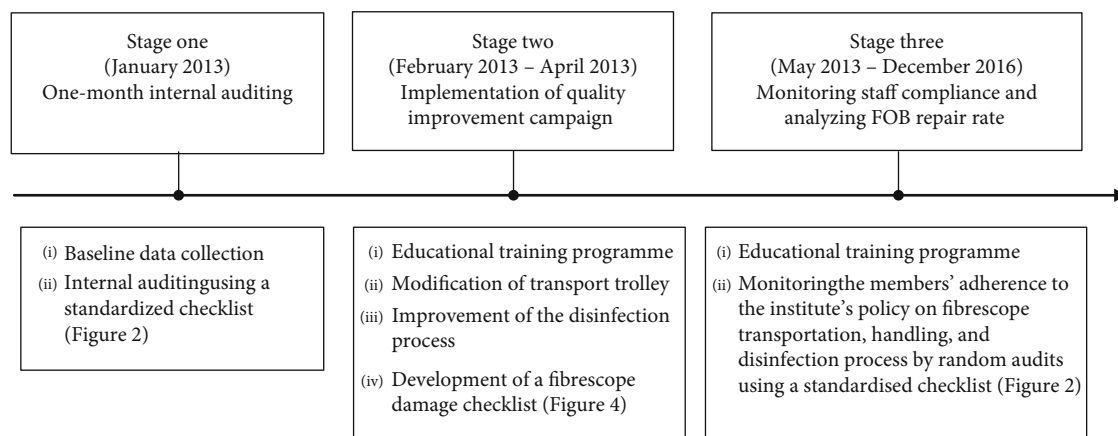 Stage one
(January 2013)
One-month internal auditing
Stage two
(February 2013 – April 2013)
Implementation of quality
improvement campaign
Stage three
(May 2013 – December 2016)
Monitoring staff compliance and
analyzing FOB repair rate
(i) Baseline data collection
(ii) Internal auditingusing a
standardized checklist
(Figure 2)
(i) Educational training programme
(ii) Modification of transport trolley
(iii) Improvement of the disinfection
process
(iv) Development of a fibrescope
damage checklist (Figure 4)
(i) Educational training programme
(ii) Monitoringthe members’ adherence to
the institute’s policy on fibrescope
transportation, handling, and
disinfection process by random audits
using a standardised checklist (Figure 2)